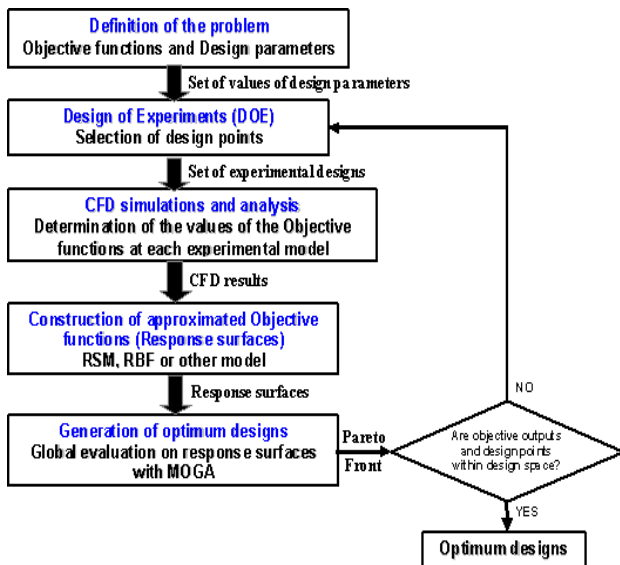 Definition of the problem
Objective functions and Design parameters
Set of values of design parameters
Design of Experiments (DOE)
Selection of design points
Set of experimental designs
CFD simulations and analysis
Determination of the values of the Objective
functions at each experimental model
CFD results
Construction of approximated Objective
functions (Response surfaces)
RSM, RBF or other model
Response surfaces
Generation of optimum designs
Global evaluation on response surfaces
with MOGA
Pareto
Front
NO
Are objective outputs
and design points
within design space?
YES
Optimum designs